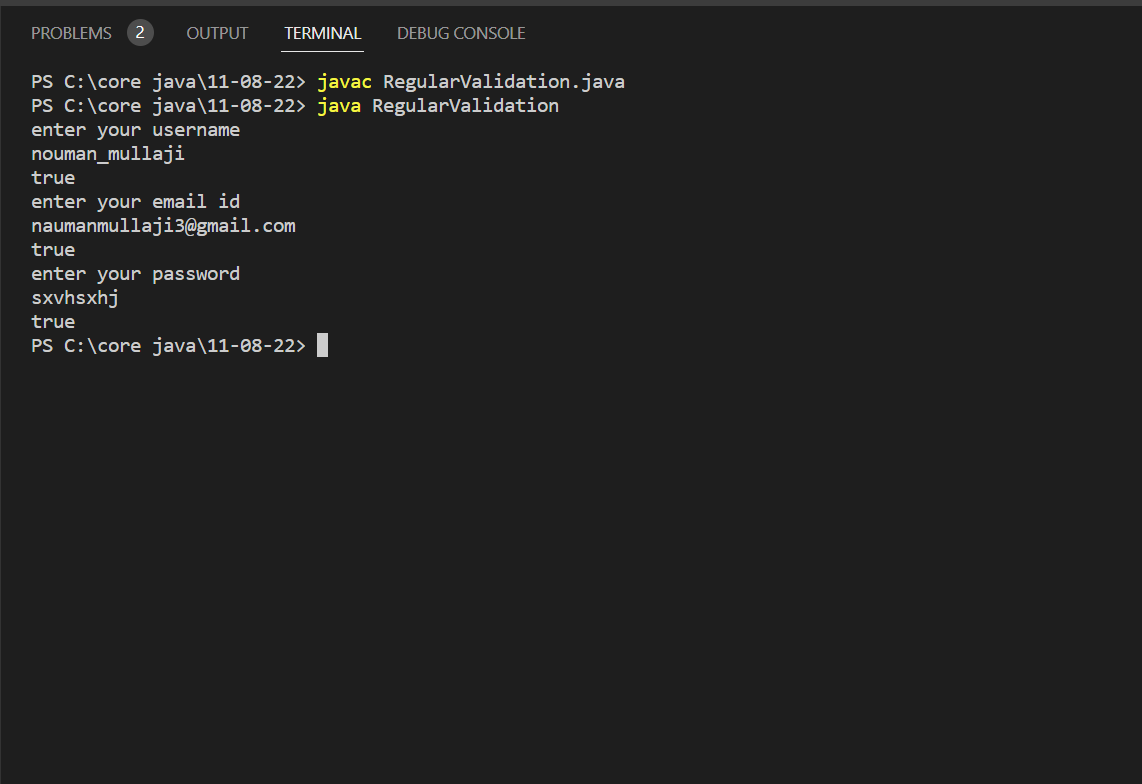 PROBLEMS 2 OUTPUT TERMINAL DEBUG CONSOLE
PS C:\core java\11-08-22> javac RegularValidation.java
PS C:\core java\11-08-22> java RegularValidation
enter your username
nouman_mullaji
true
enter your email id
naumanmullaji3@gmail.com
true
enter your password
sxvhsxhj
true
PS C:\core java\11-08-22>